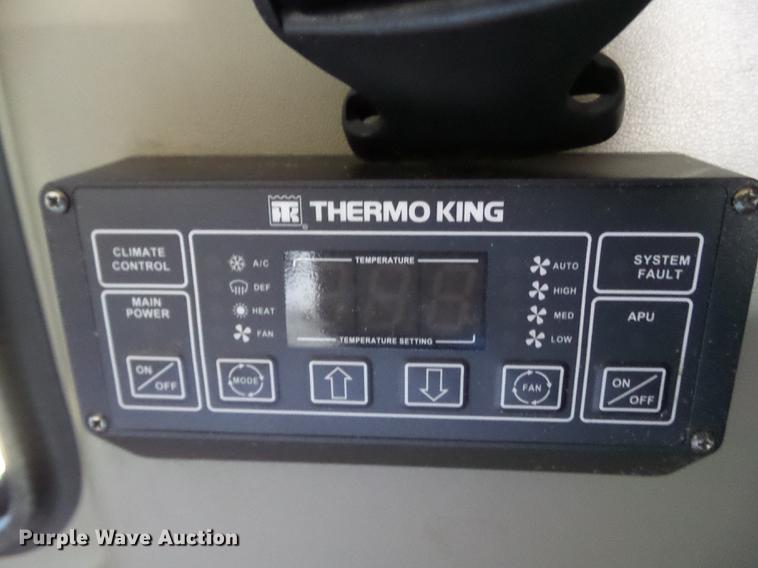 THERMO KING
CLIMATE
CONTROL
MAIN
POWER
ON
OFF
A/C
DEF
HEAT
FAN
MODE
TEMPERATURE
TEMPERATURE SETTING
AUTO
HIGH
MED
LOW
FAN
SYSTEM
FAULT
APU
ON
OFF
Purple Wave Auction